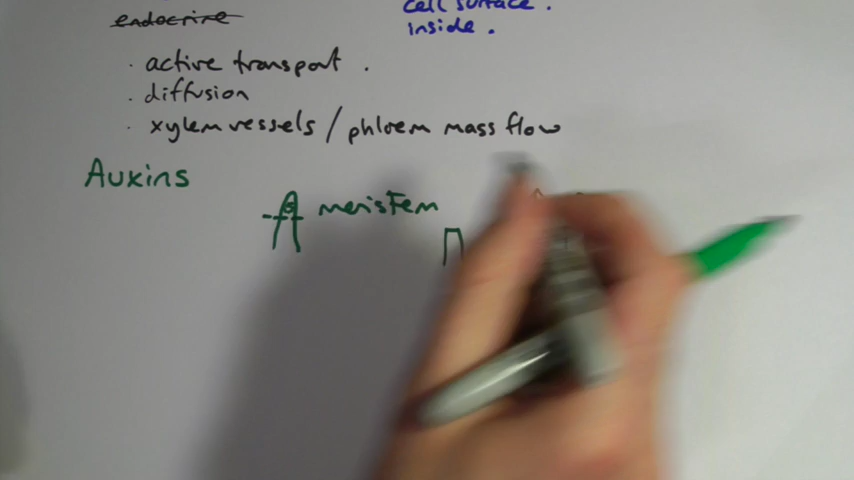 cell surface.
inside.
endocrine
· active transport.
· diffusion
· xylem vessels / phloem mass flow
Auxins
meristem